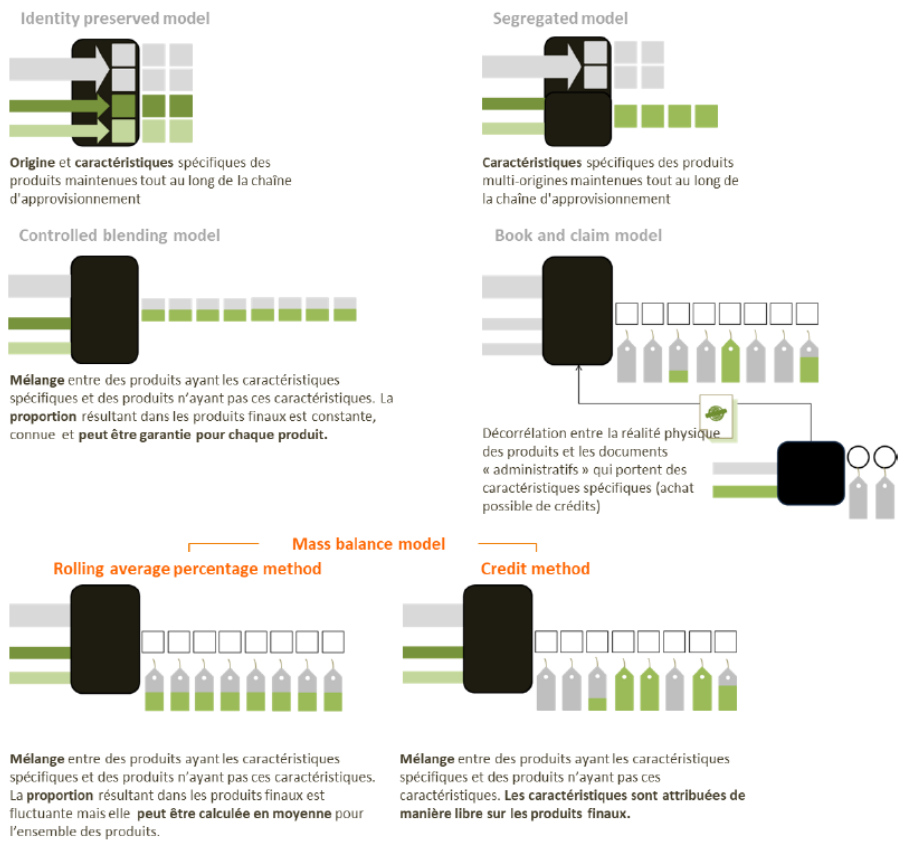 Identity preserved model
Segregated model
Origine et caractéristiques spécifiques des
produits maintenues tout au long de la chaîne
d'approvisionnement
Caractéristiques spécifiques des produits
multi-origines maintenues tout au long de
la chaîne d'approvisionnement
Controlled blending model
Book and claim model
Mélange entre des produits ayant les caractéristiques
spécifiques et des produits n'ayant pas ces caractéristiques. La
proportion résultant dans les produits finaux est constante,
connue et peut être garantie pour chaque produit.
Décorrélation entre la réalité physique
des produits et les documents
« administratifs » qui portent des
caractéristiques spécifiques (achat
possible de crédits)
Mass balance model
Rolling average percentage method
Credit method
Mélange entre des produits ayant les caractéristiques
spécifiques et des produits n'ayant pas ces caractéristiques.
La proportion résultant dans les produits finaux est
fluctuante mais elle peut être calculée en moyenne pour
l'ensemble des produits.
Mélange entre des produits ayant les caractéristiques
spécifiques et des produits n'ayant pas ces
caractéristiques. Les caractéristiques sont attribuées de
manière libre sur les produits finaux.